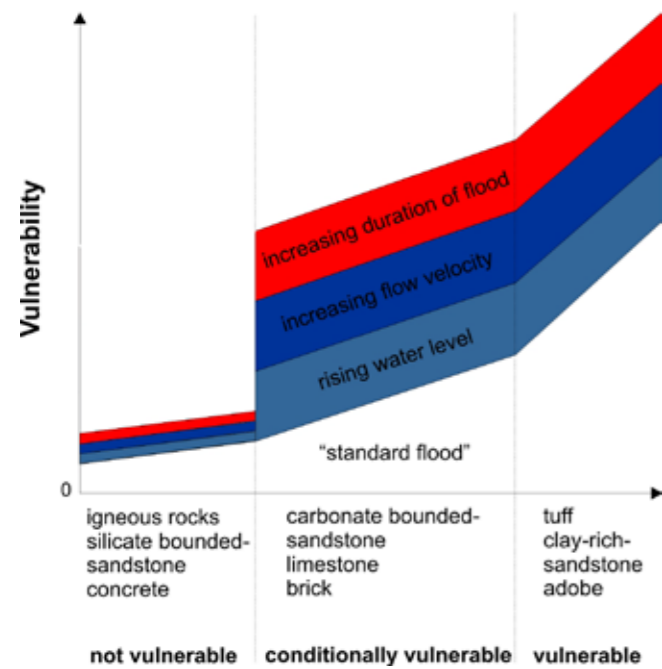 Vulnerability
increasing duration of flood
increasing flow velocity
rising water level
"standard flood"
0
igneous rocks
silicate bounded-
sandstone
concrete
carbonate bounded-
sandstone
limestone
brick
tuff
clay-rich-
sandstone
adobe
not vulnerable
conditionally vulnerable
vulnerable